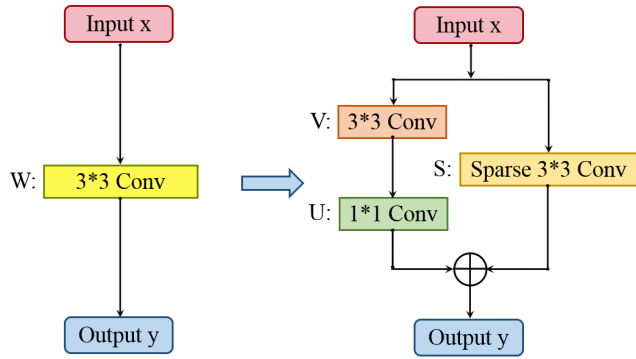 Input x
W: 3*3 Conv
Output y
Input x
V: 3*3 Conv
S: Sparse 3*3 Conv
U: 1*1 Conv
Output y